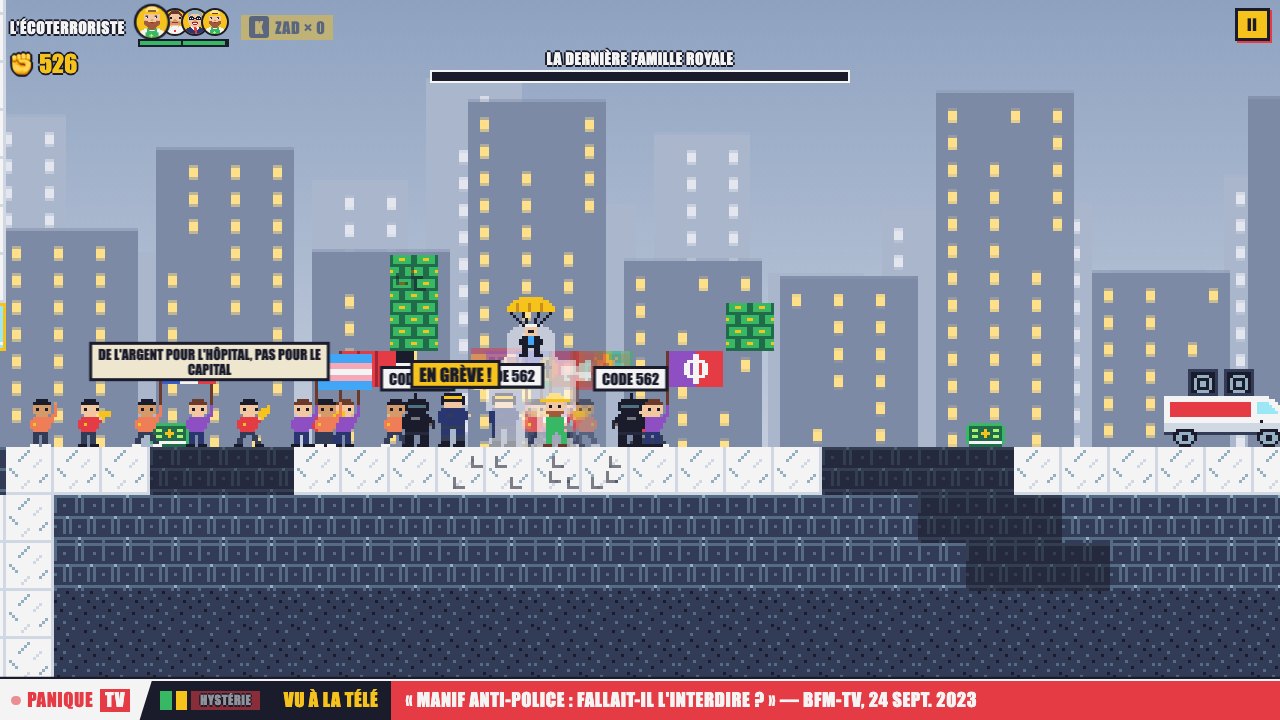 L'ÉCOTERRORISTE
K ZAD × 0
526
LA DERNIÈRE FAMILLE ROYALE
DE L'ARGENT POUR L'HÔPITAL, PAS POUR LE
CAPITAL
EN GRÈVE !
562
CODE 562
PANIQUE TV
HYSTÉRIE
VU À LA TÉLÉ
« MANIF ANTI-POLICE : FALLAIT-IL L'INTERDIRE ? » — BFM-TV, 24 SEPT. 2023